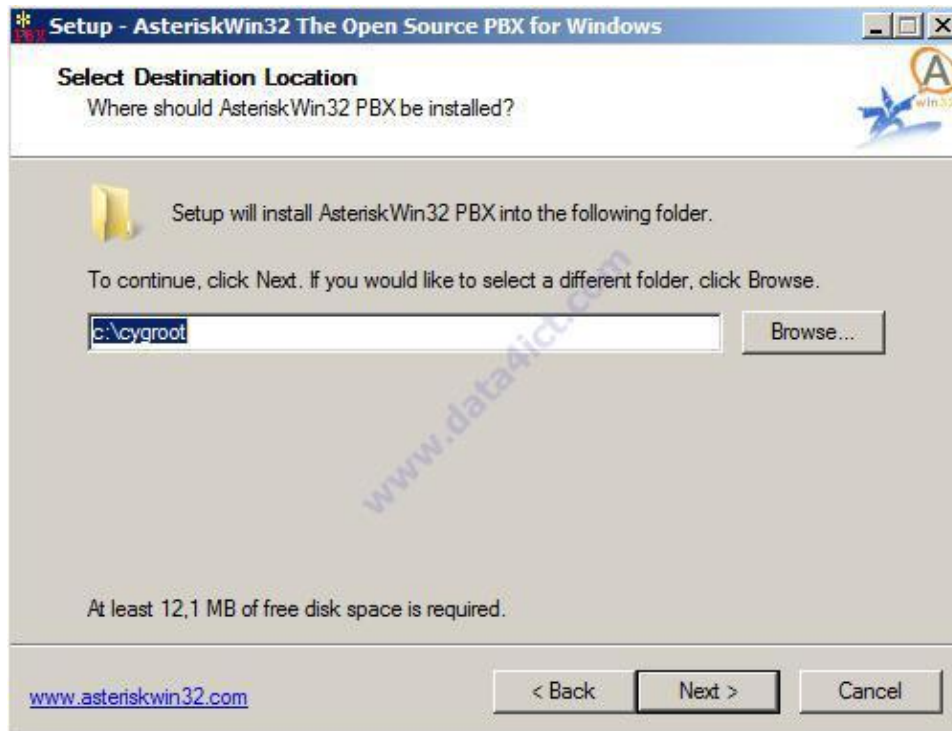 Setup - AsteriskWin32 The Open Source PBX for Windows
PBX
Select Destination Location
Where should AsteriskWin32 PBX be installed?
A
win32
Setup will install AsteriskWin32 PBX into the following folder.
To continue, click Next. If you would like to select a different folder, click Browse.
c:\cygroot
Browse...
www.data4ict.com
At least 12,1 MB of free disk space is required.
www.asteriskwin32.com
< Back
Next >
Cancel